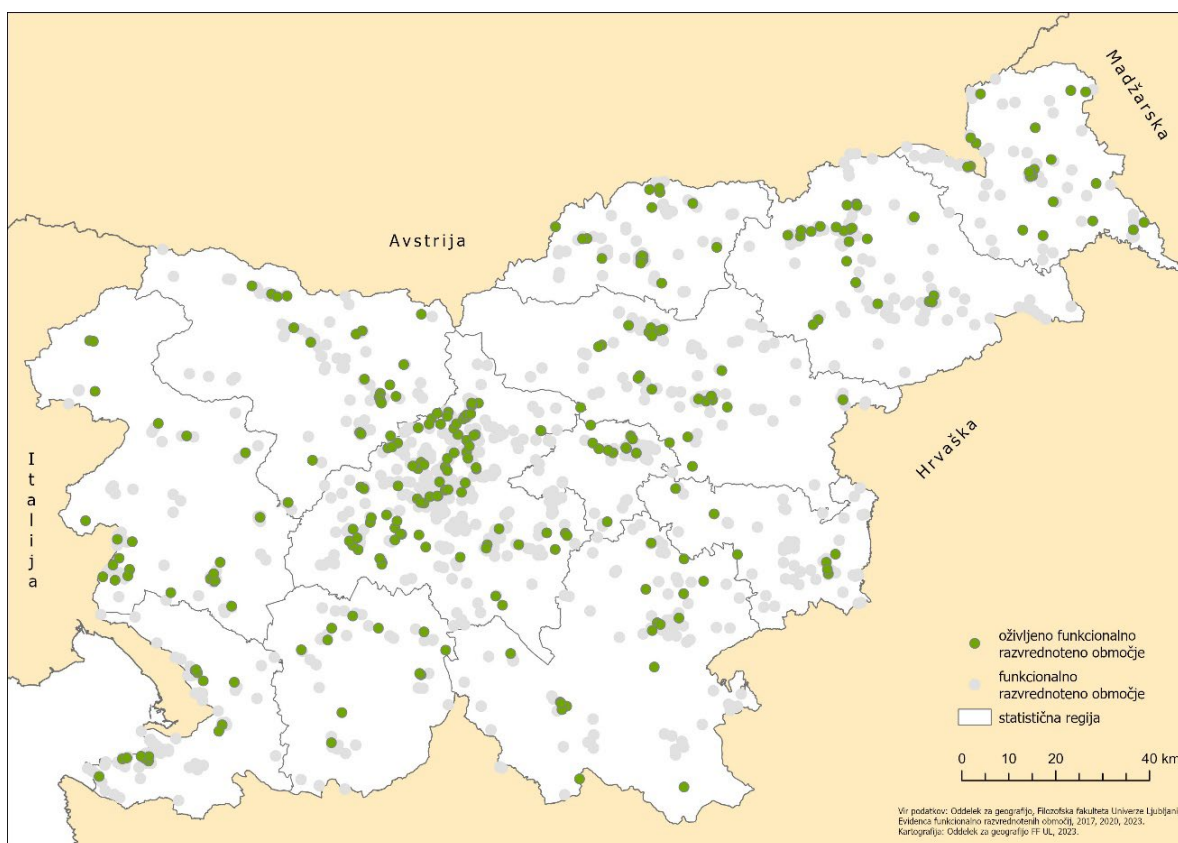 Madžarska
Avstrija
Italija
Hrvaška
oživljeno funkcionalno
razvrednoteno območje
funkcionalno
razvrednoteno območje
statistična regija
0 10 20 40 km
Vir podatkov: Oddelek za geografijo, Filozofska fakulteta Univerze Ljubljani
Evidenca funkcionalno razvrednotenih območij, 2017, 2020, 2023.
Kartografija: Oddelek za geografijo FF UL, 2023.